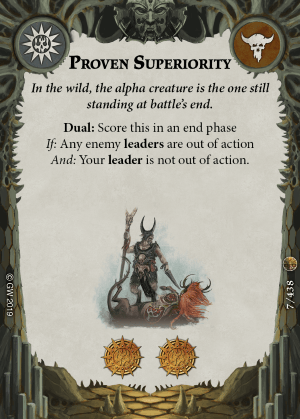 Proven Superiority
In the wild, the alpha creature is the one still
standing at battle's end.
Dual: Score this in an end phase
If: Any enemy leaders are out of action
And: Your leader is not out of action.
© GW 2019
7/438